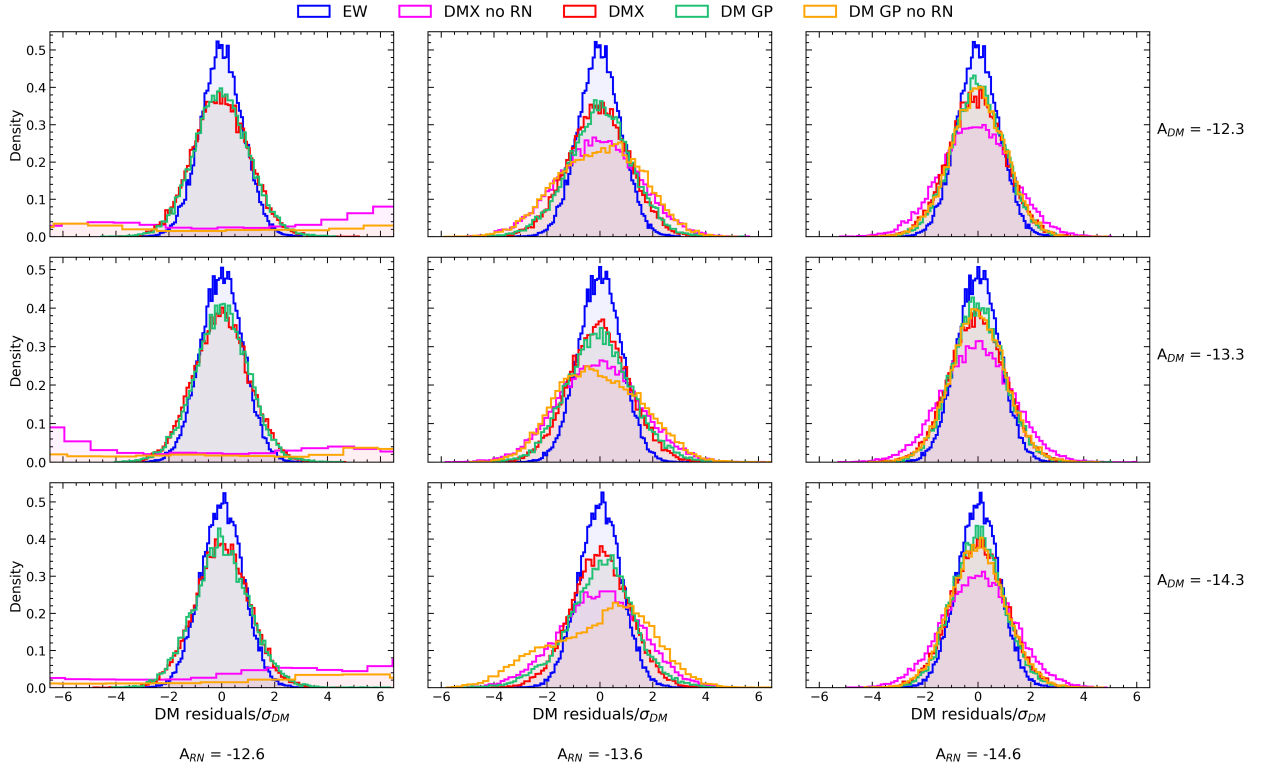 EW DMX no RN DMX DM GP DM GP no RN
0.5
0.4
0.3
0.2
0.1
0.0
Density
A_DM = -12.3
0.5
0.4
0.3
0.2
0.1
0.0
Density
A_DM = -13.3
0.5
0.4
0.3
0.2
0.1
0.0
Density
A_DM = -14.3
−6 −4 −2 0 2 4 6 −6 −4 −2 0 2 4 6 −6 −4 −2 0 2 4 6
DM residuals/σ_DM DM residuals/σ_DM DM residuals/σ_DM
A_RN = -12.6 A_RN = -13.6 A_RN = -14.6